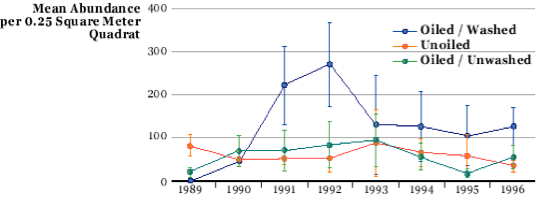 Mean Abundance
per 0.25 Square Meter
Quadrat
400
300
200
100
0
Oiled / Washed
Unoiled
Oiled / Unwashed
1989 1990 1991 1992 1993 1994 1995 1996